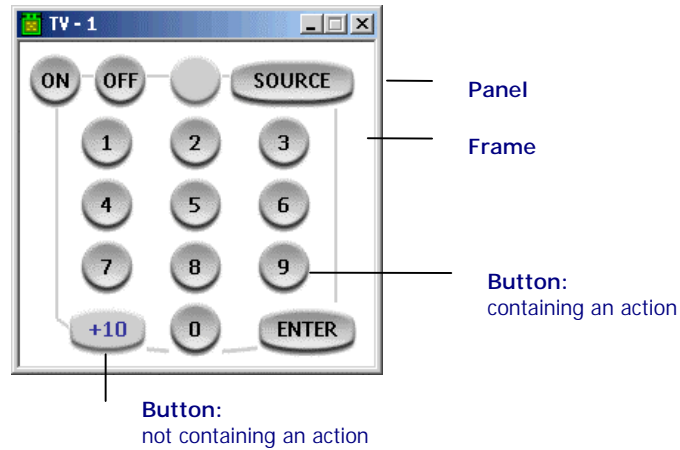 TV - 1
ON OFF SOURCE
Panel
1 2 3
Frame
4 5 6
7 8 9
Button:
containing an action
+10 0 ENTER
Button:
not containing an action